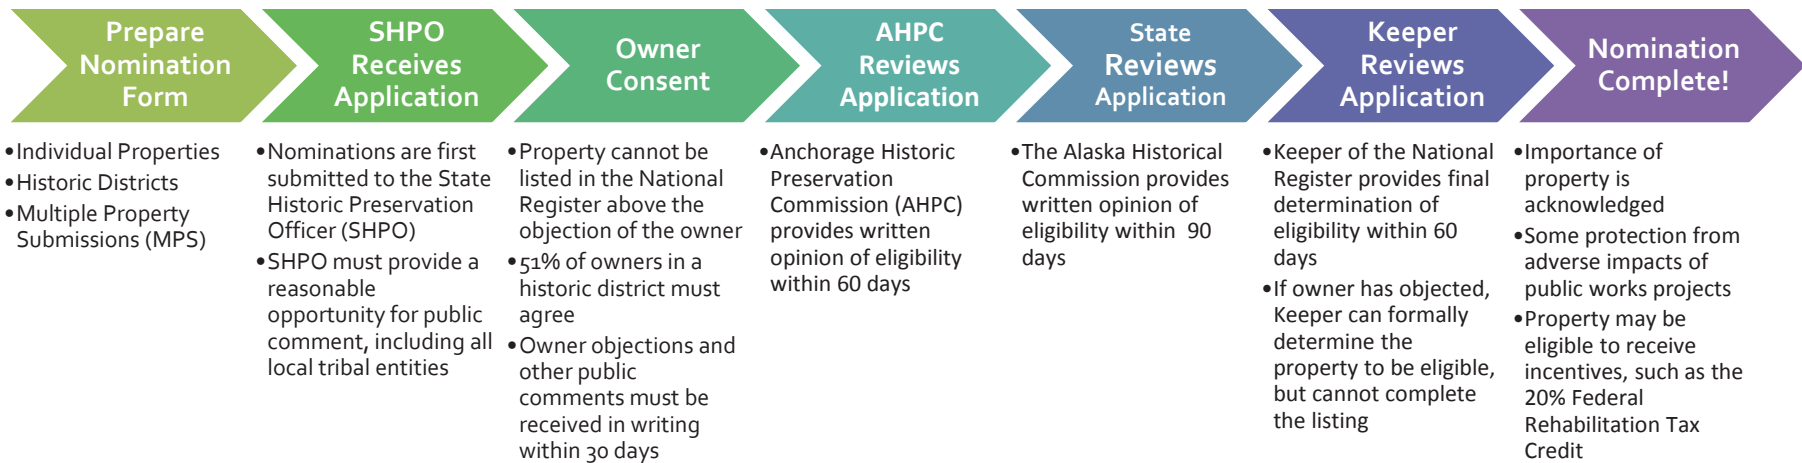 Prepare
Nomination
Form
•Individual Properties
•Historic Districts
•Multiple Property
Submissions (MPS)
SHPO
Receives
Application
•Nominations are first
submitted to the State
Historic Preservation
Officer (SHPO)
•SHPO must provide a
reasonable
opportunity for public
comment, including all
local tribal entities
Owner
Consent
•Property cannot be
listed in the National
Register above the
objection of the owner
•51% of owners in a
historic district must
agree
•Owner objections and
other public
comments must be
received in writing
within 30 days
AHPC
Reviews
Application
•Anchorage Historic
Preservation
Commission (AHPC)
provides written
opinion of eligibility
within 60 days
State
Reviews
Application
•The Alaska Historical
Commission provides
written opinion of
eligibility within 90
days
Keeper
Reviews
Application
•Keeper of the National
Register provides final
determination of
eligibility within 60
days
•If owner has objected,
Keeper can formally
determine the
property to be eligible,
but cannot complete
the listing
Nomination
Complete!
•Importance of
property is
acknowledged
•Some protection from
adverse impacts of
public works projects
•Property may be
eligible to receive
incentives, such as the
20% Federal
Rehabilitation Tax
Credit